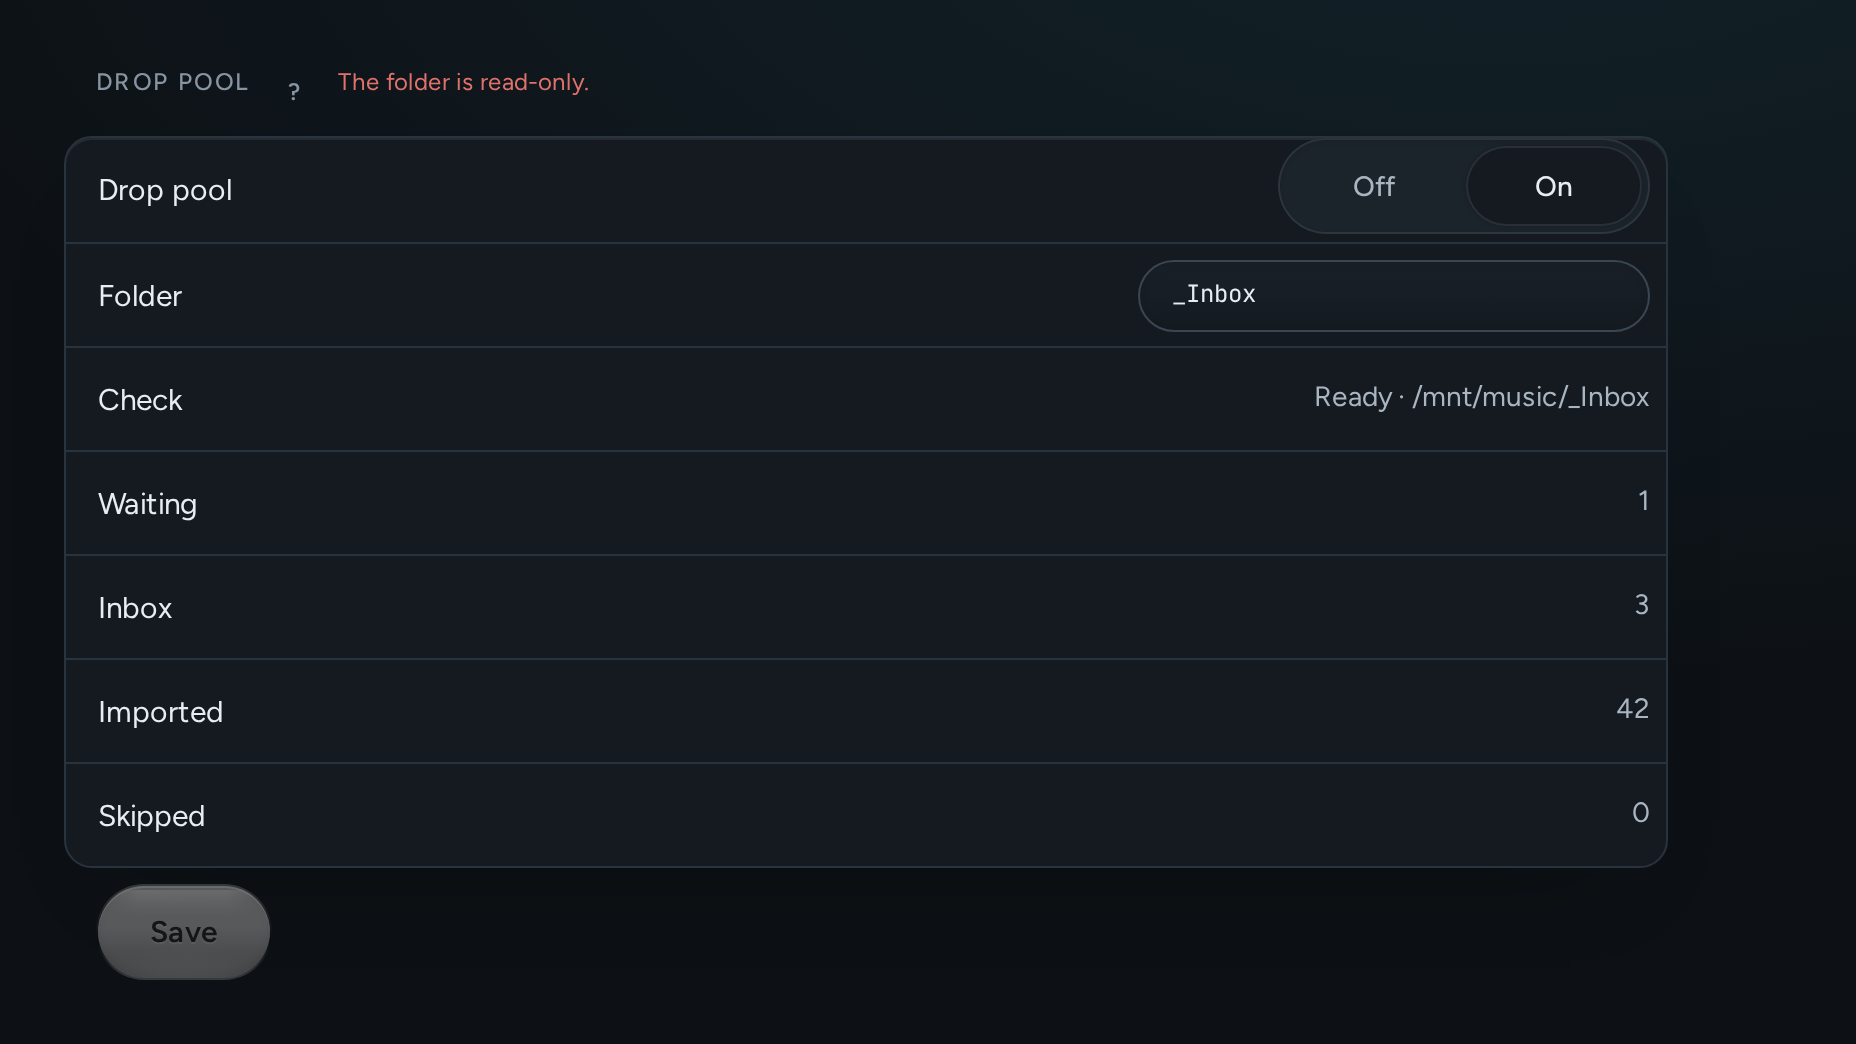 DROP POOL ? The folder is read-only.
Drop pool Off On
Folder _Inbox
Check Ready · /mnt/music/_Inbox
Waiting 1
Inbox 3
Imported 42
Skipped 0
Save